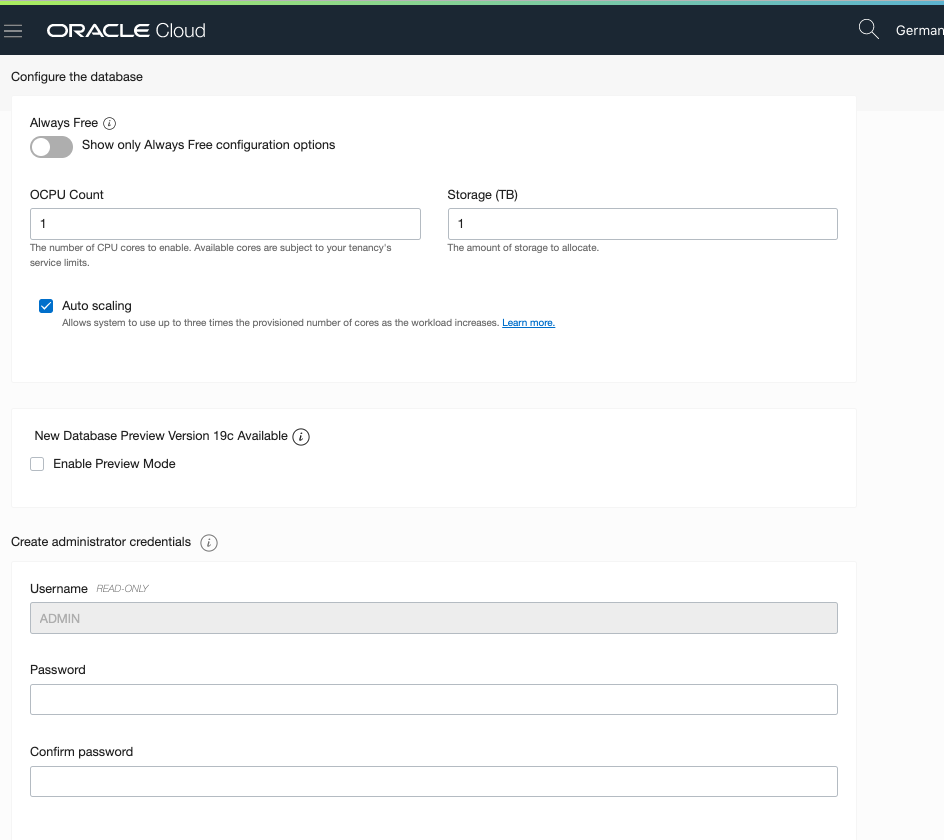 ORACLE Cloud
German
Configure the database
Always Free
Show only Always Free configuration options
OCPU Count
Storage (TB)
1
1
The number of CPU cores to enable. Available cores are subject to your tenancy's
service limits.
The amount of storage to allocate.
Auto scaling
Allows system to use up to three times the provisioned number of cores as the workload increases. Learn more.
New Database Preview Version 19c Available
Enable Preview Mode
Create administrator credentials
Username READ-ONLY
ADMIN
Password
Confirm password